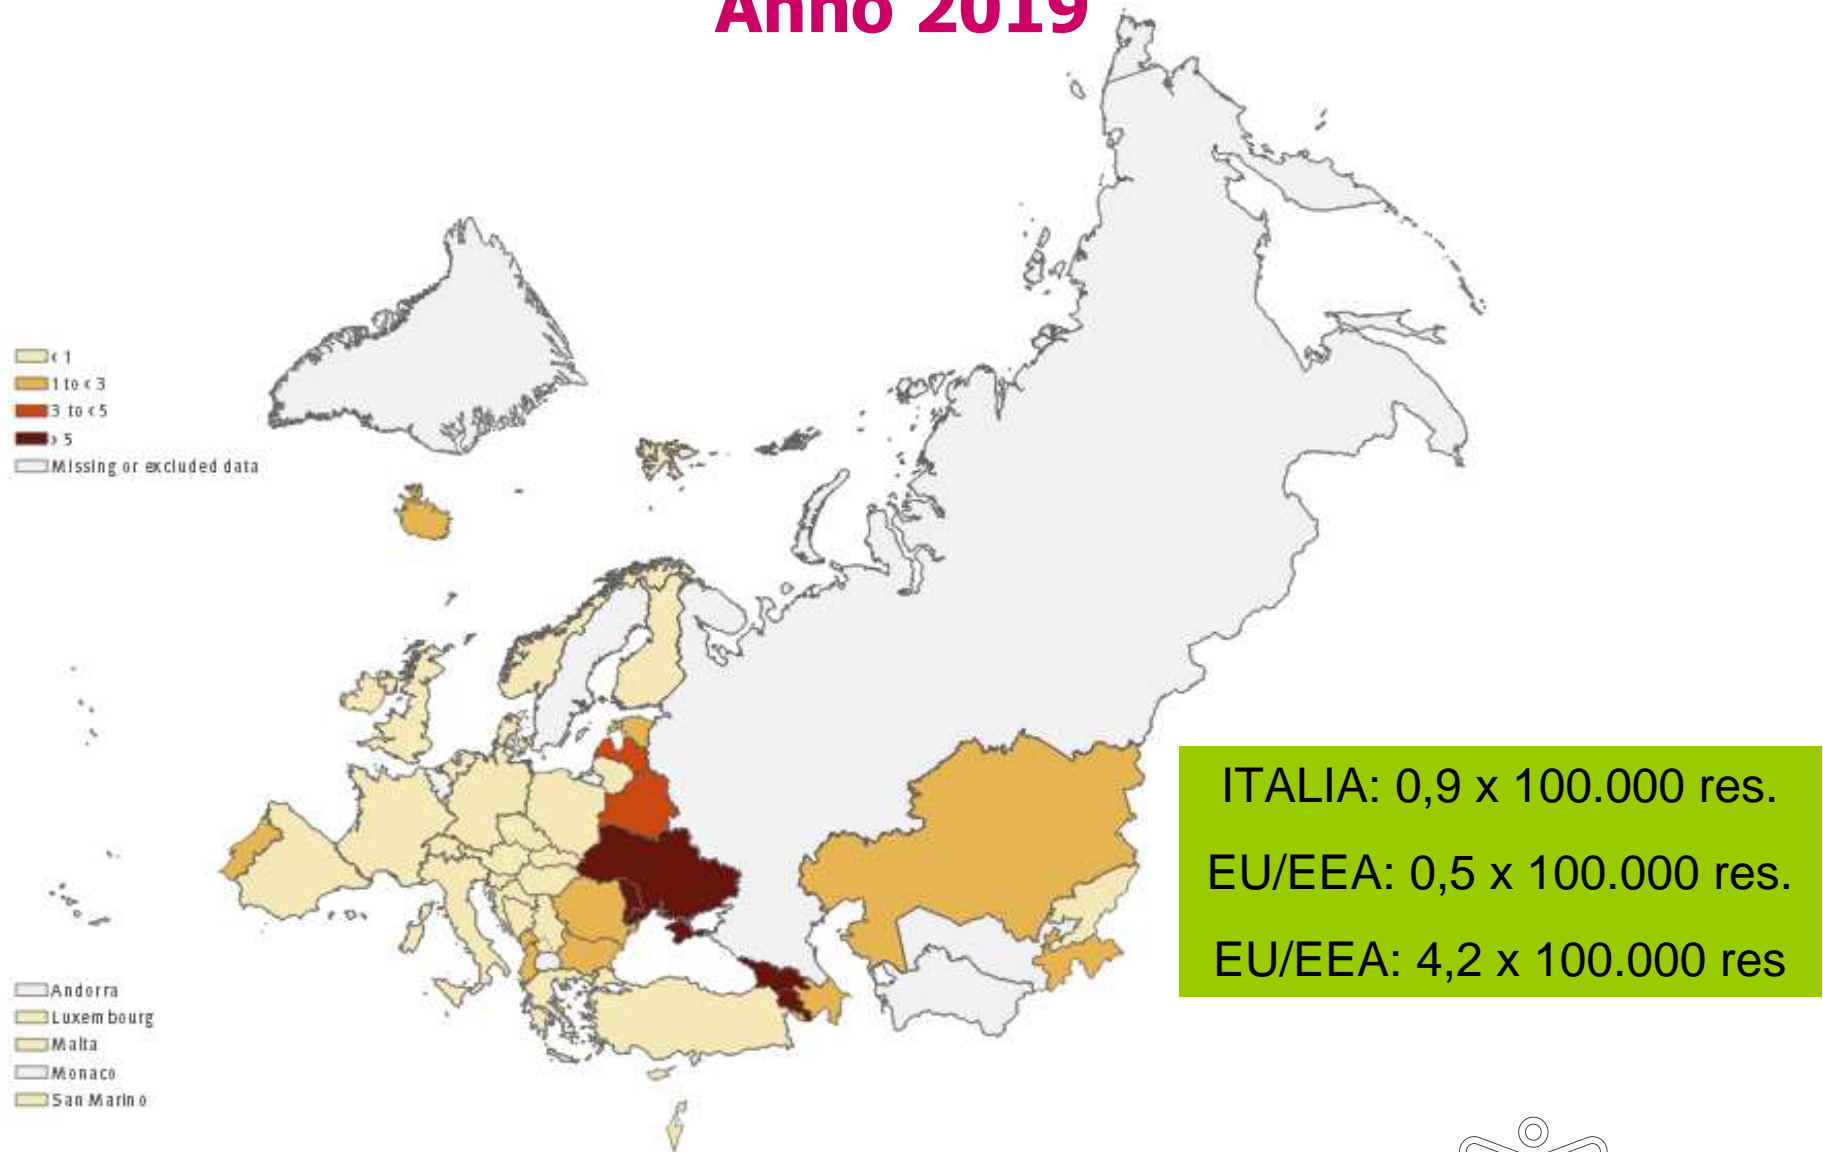 Anno 2019
< 1
1 to < 3
3 to < 5
> 5
Missing or excluded data
Andorra
Luxembourg
Malta
Monaco
San Marino
ITALIA: 0,9 x 100.000 res.
EU/EEA: 0,5 x 100.000 res.
EU/EEA: 4,2 x 100.000 res